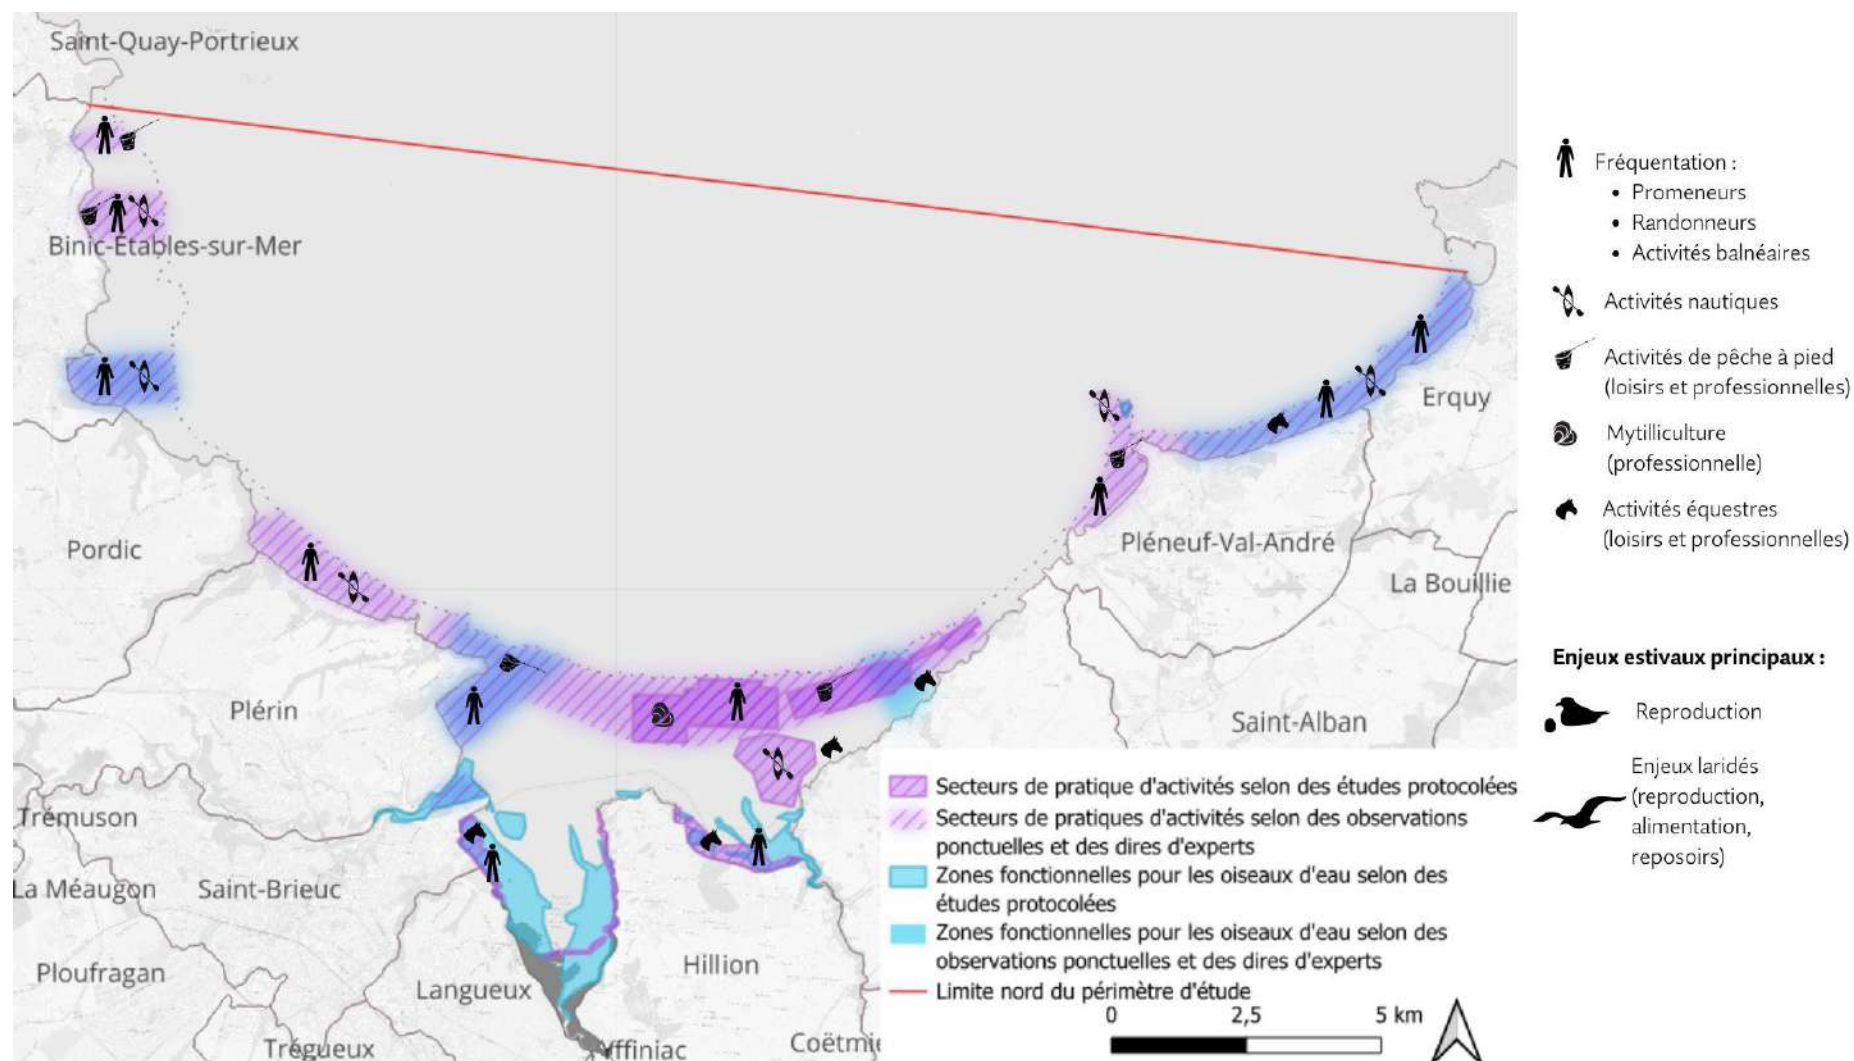 Saint-Quay-Portrieux
Binic-Etables-sur-Mer
Erquy
Pordic
Pléneuf-Val-André
La Bouillie
Plérin
Saint-Alban
Trémuson
La Méaugon
Saint-Brieuc
Ploufragan
Langueux
Hillion
Trégueux
Yffiniac
Coëtmie
Secteurs de pratique d'activités selon des études protocolées
Secteurs de pratiques d'activités selon des observations
ponctuelles et des dires d'experts
Zones fonctionnelles pour les oiseaux d'eau selon des
études protocolées
Zones fonctionnelles pour les oiseaux d'eau selon des
observations ponctuelles et des dires d'experts
Limite nord du périmètre d'étude
0 2,5 5 km
Fréquentation :
• Promeneurs
• Randonneurs
• Activités balnéaires
Activités nautiques
Activités de pêche à pied
(loisirs et professionnelles)
Mytilliculture
(professionnelle)
Activités équestres
(loisirs et professionnelles)
Enjeux estivaux principaux :
Reproduction
Enjeux laridés
(reproduction,
alimentation,
reposoirs)